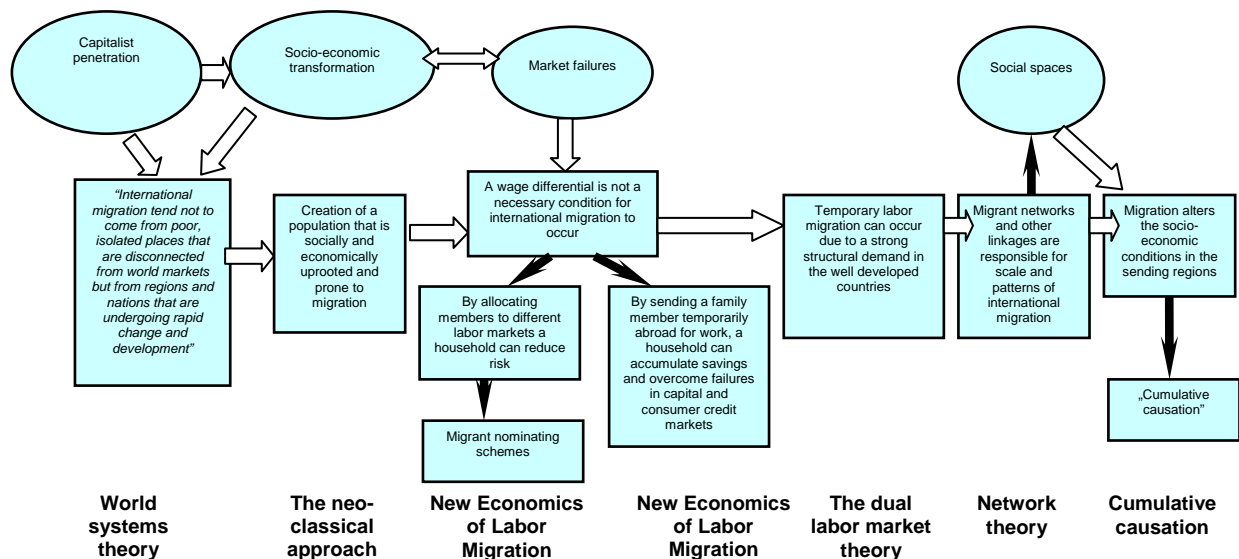 Capitalist
penetration
Socio-economic
transformation
Market failures
Social spaces
“International
migration tend not to
come from poor,
isolated places that
are disconnected
from world markets
but from regions and
nations that are
undergoing rapid
change and
development”
Creation of a
population that is
socially and
economically
uprooted and
prone to
migration
A wage differential is not a
necessary condition for
international migration to
occur
Temporary labor
migration can occur
due to a strong
structural demand in
the well developed
countries
Migrant networks
and other
linkages are
responsible for
scale and
patterns of
international
migration
Migration alters
the socio-
economic
conditions in the
sending regions
By allocating
members to different
labor markets a
household can reduce
risk
By sending a family
member temporarily
abroad for work, a
household can
accumulate savings
and overcome failures
in capital and
consumer credit
markets
„Cumulative
causation”
Migrant nominating
schemes
World
systems
theory
The neo-
classical
approach
New Economics
of Labor
Migration
New Economics
of Labor
Migration
The dual
labor market
theory
Network
theory
Cumulative
causation